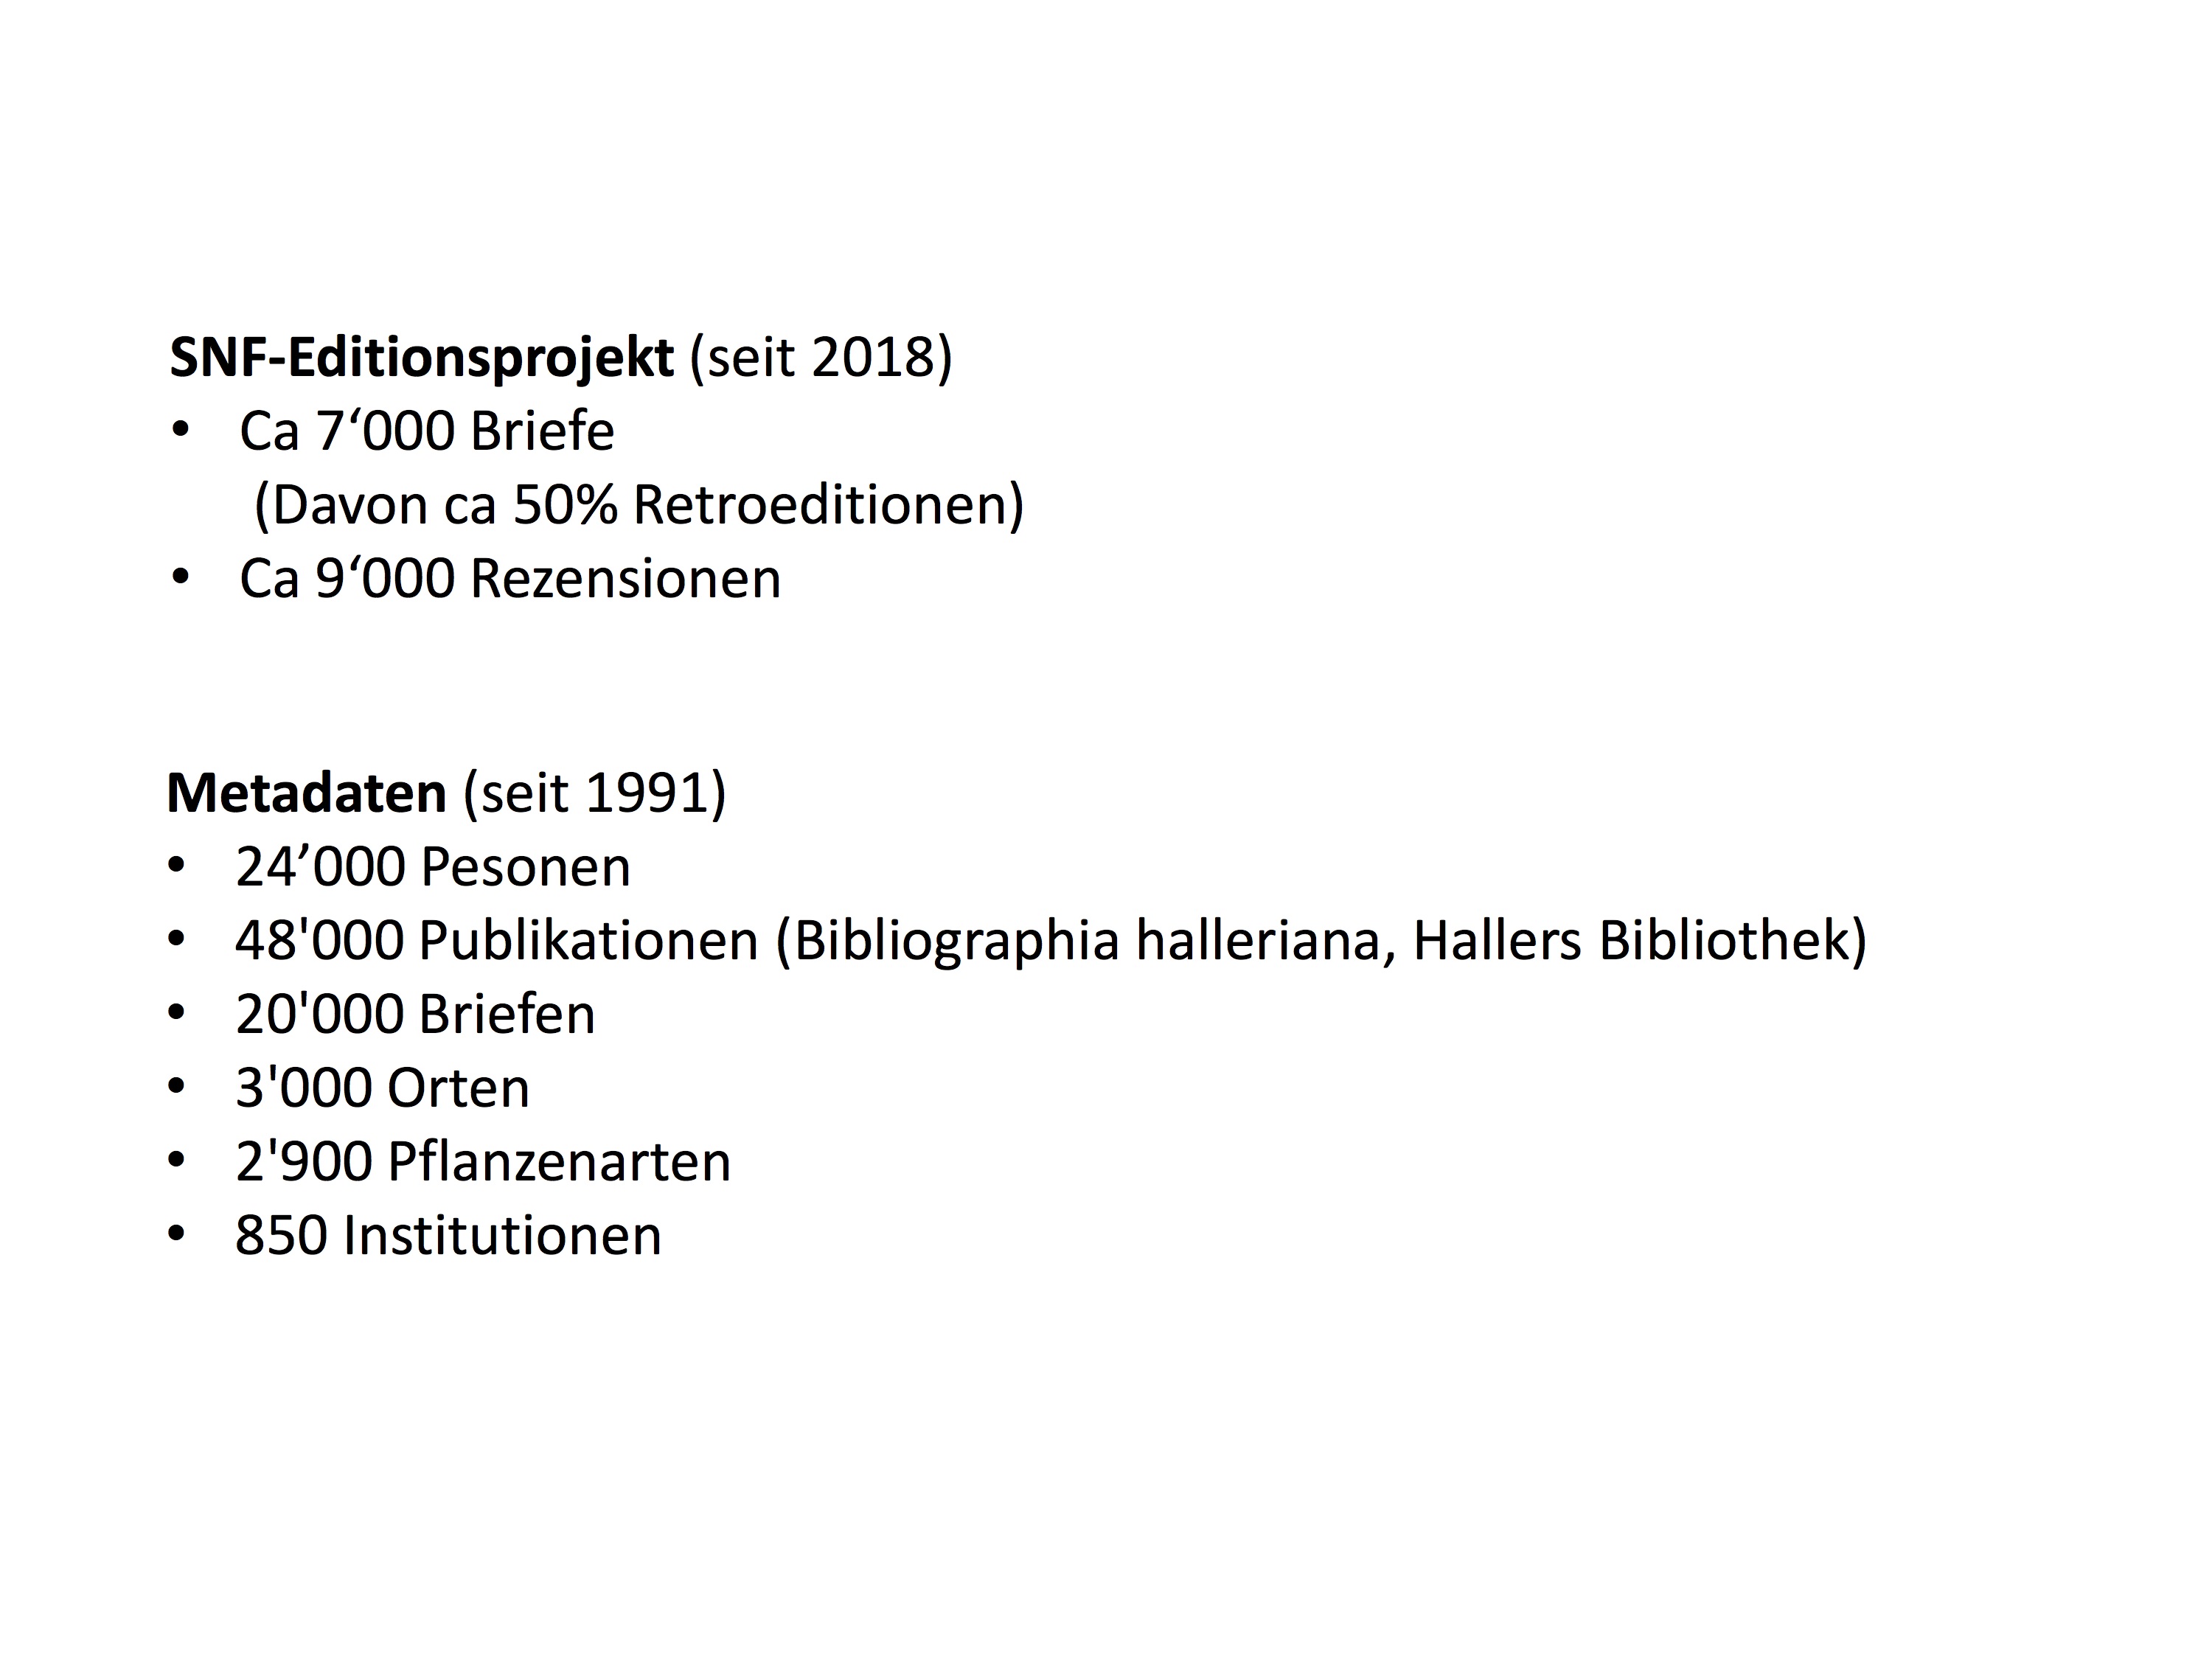 SNF-Editionsprojekt (seit 2018)
• Ca 7‘000 Briefe
(Davon ca 50% Retroeditionen)
• Ca 9‘000 Rezensionen
Metadaten (seit 1991)
• 24’000 Pesonen
• 48'000 Publikationen (Bibliographia halleriana, Hallers Bibliothek)
• 20'000 Briefen
• 3'000 Orten
• 2'900 Pflanzenarten
• 850 Institutionen